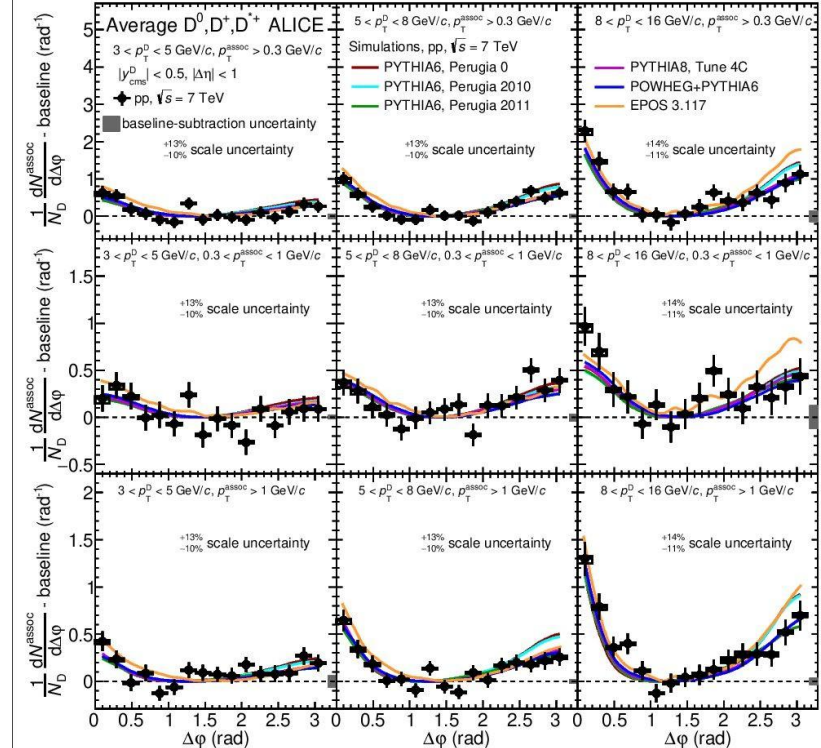 Average D⁰,D⁺,D*⁺ ALICE
3 < p_T^D < 5 GeV/c, p_T^assoc > 0.3 GeV/c
|y_cms^D| < 0.5, |Δη| < 1
pp, √s = 7 TeV
baseline-subtraction uncertainty
+13%
−10% scale uncertainty
5 < p_T^D < 8 GeV/c, p_T^assoc > 0.3 GeV/c
Simulations, pp, √s = 7 TeV
PYTHIA6, Perugia 0
PYTHIA6, Perugia 2010
PYTHIA6, Perugia 2011
+13%
−10% scale uncertainty
8 < p_T^D < 16 GeV/c, p_T^assoc > 0.3 GeV/c
PYTHIA8, Tune 4C
POWHEG+PYTHIA6
EPOS 3.117
+14%
−11% scale uncertainty
1/N_D dN^assoc/dΔφ - baseline (rad⁻¹)
5
4
3
2
1
0
3 < p_T^D < 5 GeV/c, 0.3 < p_T^assoc < 1 GeV/c
+13%
−10% scale uncertainty
5 < p_T^D < 8 GeV/c, 0.3 < p_T^assoc < 1 GeV/c
+13%
−10% scale uncertainty
8 < p_T^D < 16 GeV/c, 0.3 < p_T^assoc < 1 GeV/c
+14%
−11% scale uncertainty
1/N_D dN^assoc/dΔφ - baseline (rad⁻¹)
1.5
1
0.5
0
−0.5
3 < p_T^D < 5 GeV/c, p_T^assoc > 1 GeV/c
+13%
−10% scale uncertainty
5 < p_T^D < 8 GeV/c, p_T^assoc > 1 GeV/c
+13%
−10% scale uncertainty
8 < p_T^D < 16 GeV/c, p_T^assoc > 1 GeV/c
+14%
−11% scale uncertainty
1/N_D dN^assoc/dΔφ - baseline (rad⁻¹)
2
1.5
1
0.5
0
0 0.5 1 1.5 2 2.5 3 0 0.5 1 1.5 2 2.5 3 0 0.5 1 1.5 2 2.5 3
Δφ (rad) Δφ (rad) Δφ (rad)